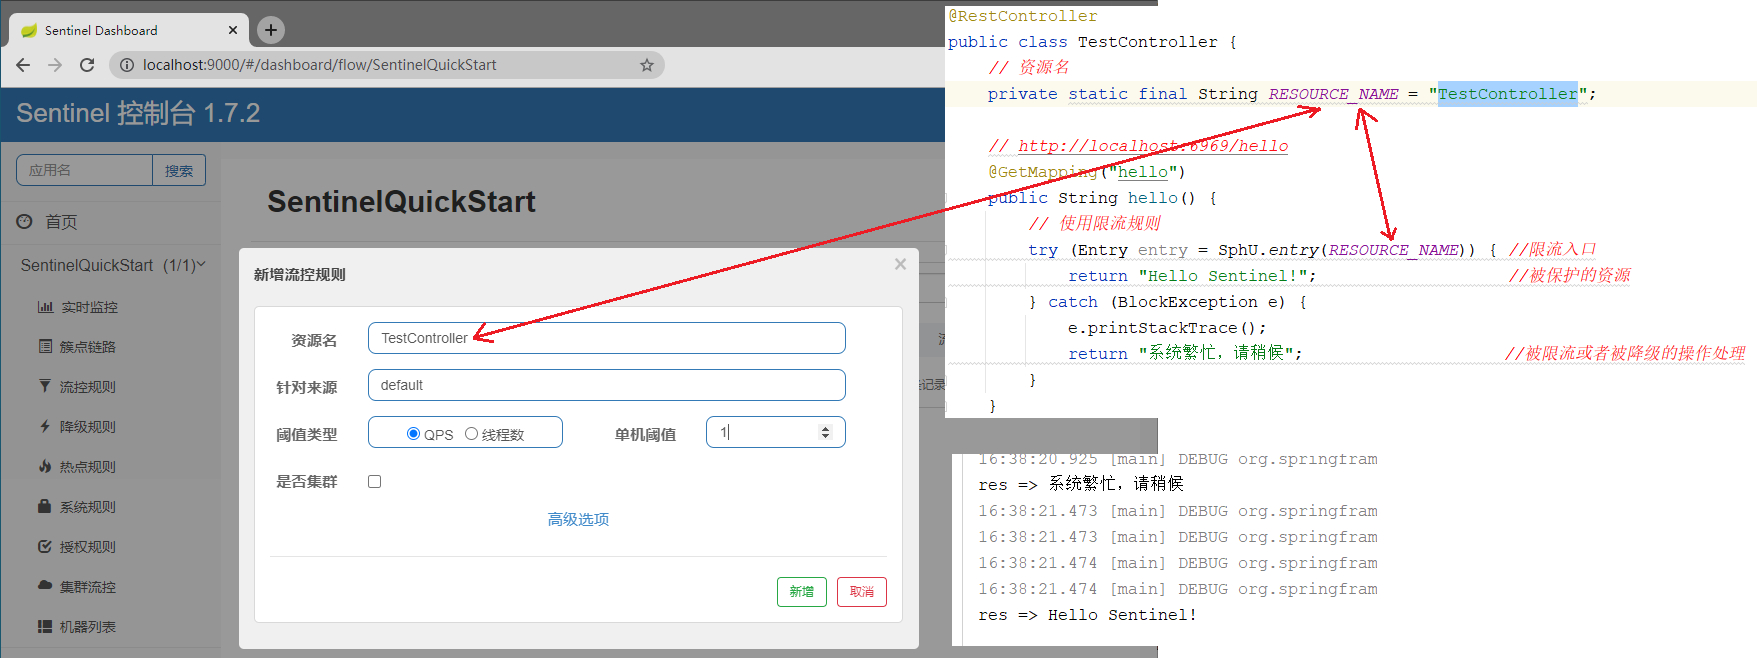 Sentinel Dashboard
localhost:9000/#/dashboard/flow/SentinelQuickStart
Sentinel 控制台 1.7.2
应用名
搜索
首页
SentinelQuickStart (1/1)
实时监控
簇点链路
流控规则
降级规则
热点规则
系统规则
授权规则
集群流控
机器列表
SentinelQuickStart
新增流控规则
资源名
TestController
针对来源
default
阈值类型
QPS
线程数
单机阈值
1
是否集群
高级选项
新增
取消
记录
@RestController
public class TestController {
// 资源名
private static final String RESOURCE_NAME = "TestController";
// http://localhost:6969/hello
@GetMapping("hello")
public String hello() {
// 使用限流规则
try (Entry entry = SphU.entry(RESOURCE_NAME)) { //限流入口
return "Hello Sentinel!"; //被保护的资源
} catch (BlockException e) {
e.printStackTrace();
return "系统繁忙，请稍候"; //被限流或者被降级的操作处理
}
}
16:38:20.925 [main] DEBUG org.springfram
res => 系统繁忙，请稍候
16:38:21.473 [main] DEBUG org.springfram
16:38:21.473 [main] DEBUG org.springfram
16:38:21.474 [main] DEBUG org.springfram
16:38:21.474 [main] DEBUG org.springfram
res => Hello Sentinel!